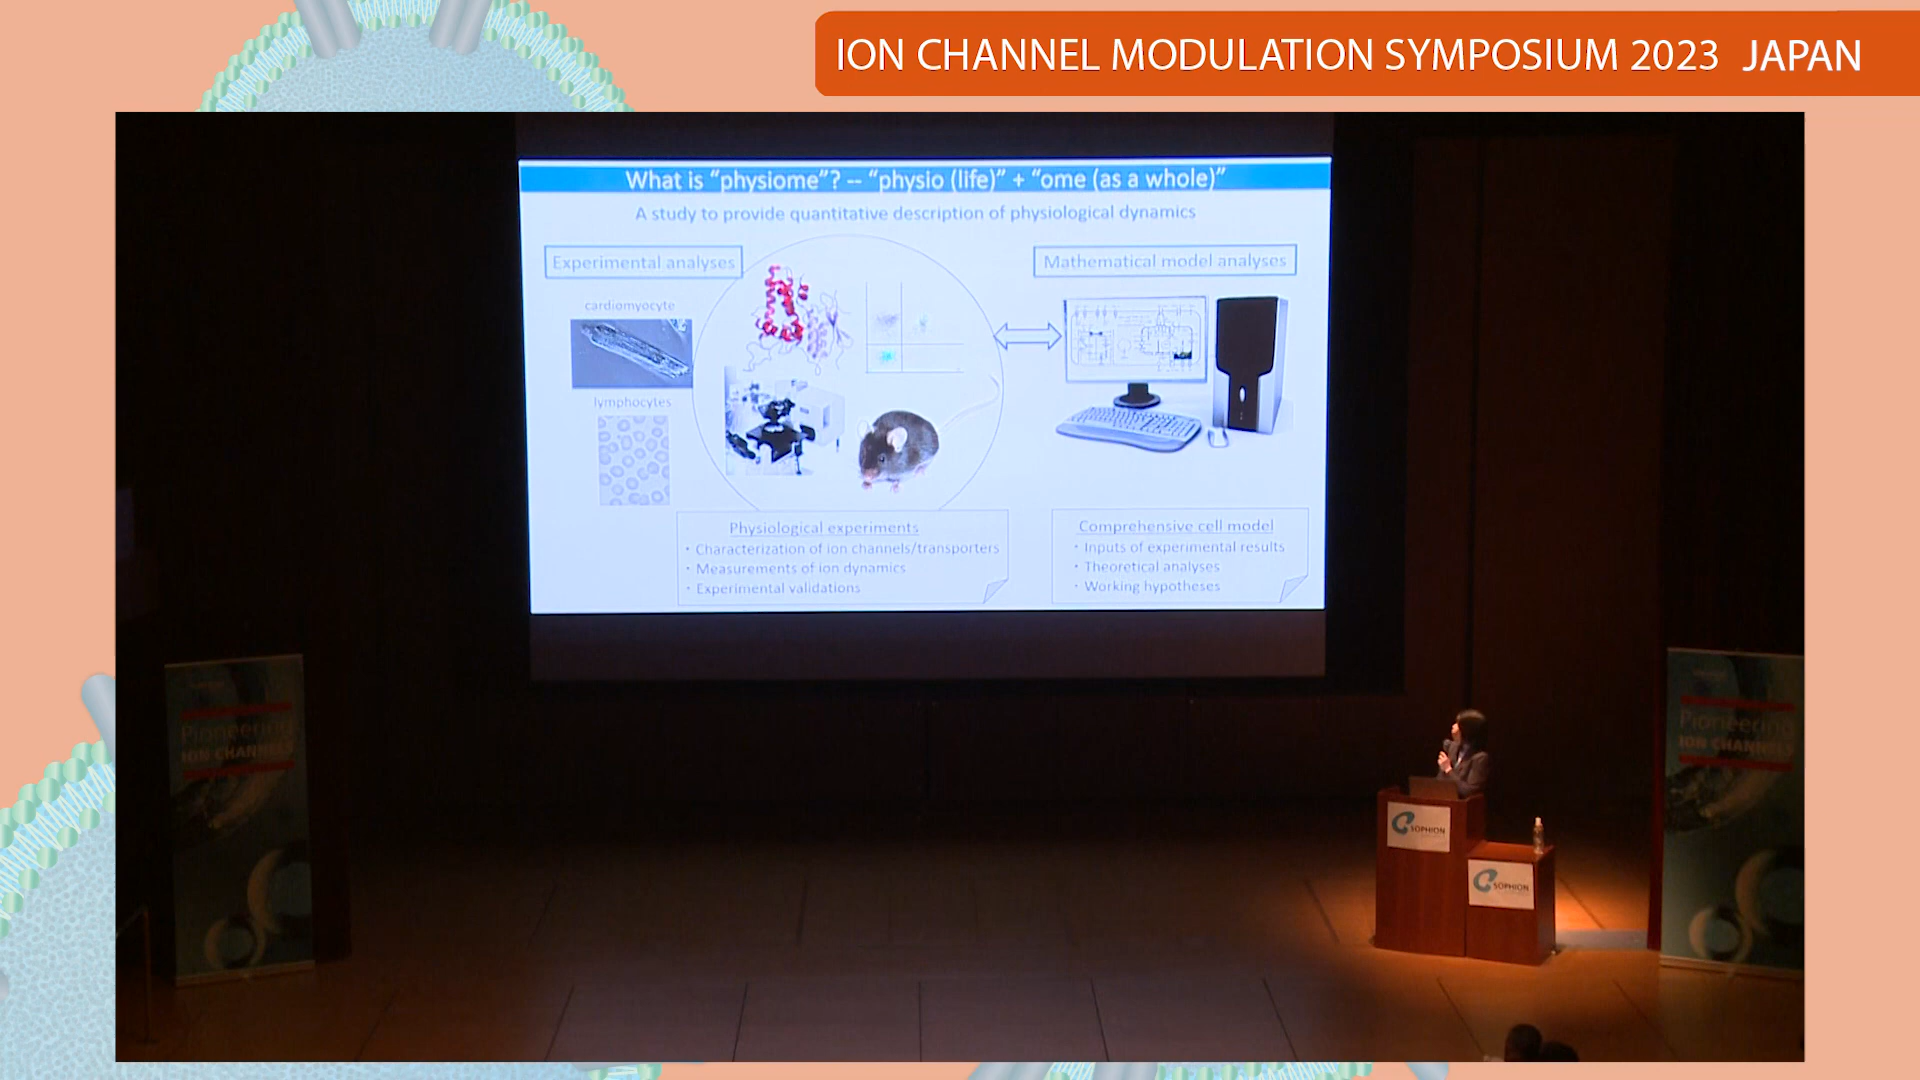 ION CHANNEL MODULATION SYMPOSIUM 2023 JAPAN
What is “physiome”? -- “physio (life)” + “ome (as a whole)”
A study to provide quantitative description of physiological dynamics
Experimental analyses
Mathematical model analyses
cardiomyocyte
lymphocytes
Physiological experiments
・Characterization of ion channels/transporters
・Measurements of ion dynamics
・Experimental validations
Comprehensive cell model
・Inputs of experimental results
・Theoretical analyses
・Working hypotheses
Pioneering
ION CHANNELS
Pioneering
ION CHANNELS
SOPHION
SOPHION